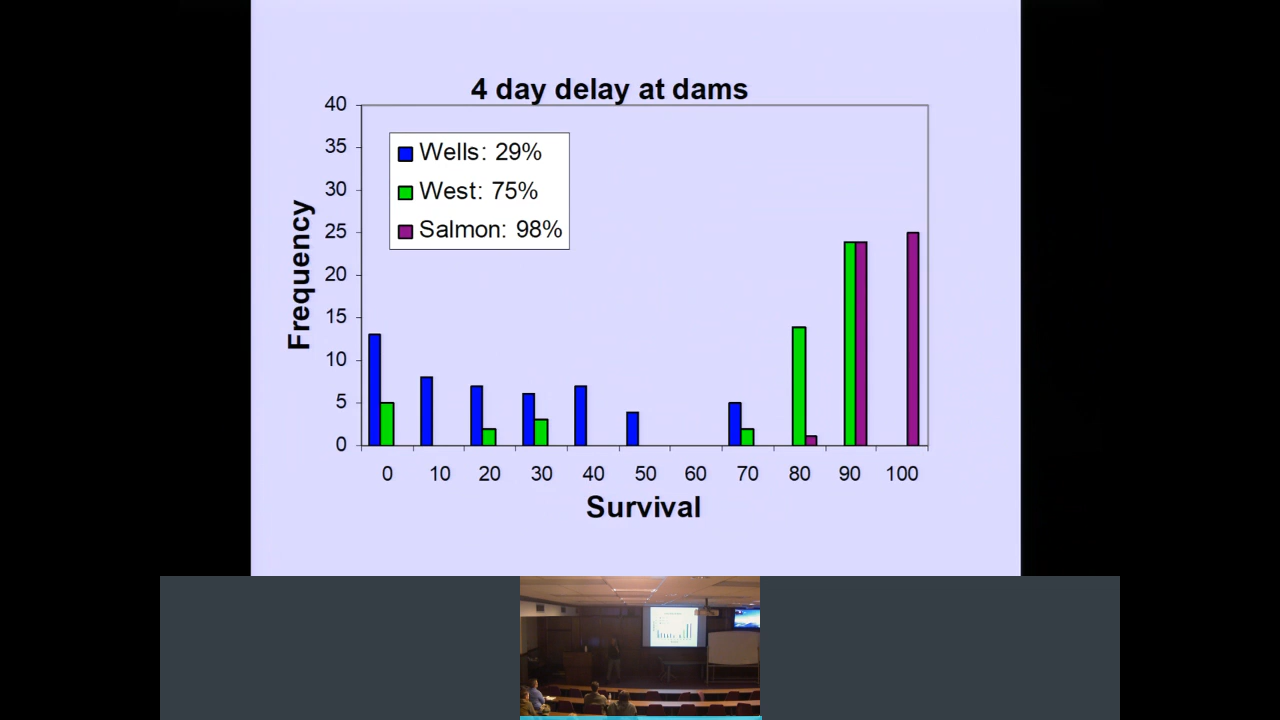 4 day delay at dams
40
35
30
25
20
15
10
5
0
Frequency
Wells: 29%
West: 75%
Salmon: 98%
0 10 20 30 40 50 60 70 80 90 100
Survival